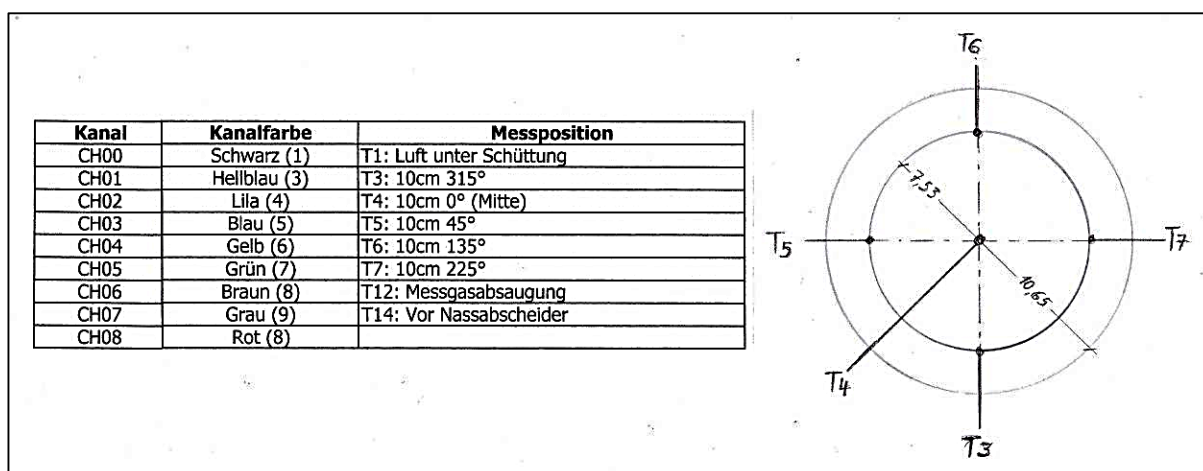 Kanal Kanalfarbe Messposition
CH00 Schwarz (1) T1: Luft unter Schüttung
CH01 Hellblau (3) T3: 10cm 315°
CH02 Lila (4) T4: 10cm 0° (Mitte)
CH03 Blau (5) T5: 10cm 45°
CH04 Gelb (6) T6: 10cm 135°
CH05 Grün (7) T7: 10cm 225°
CH06 Braun (8) T12: Messgasabsaugung
CH07 Grau (9) T14: Vor Nassabscheider
CH08 Rot (8)
T6
7,53
T5
T7
10,65
T4
T3